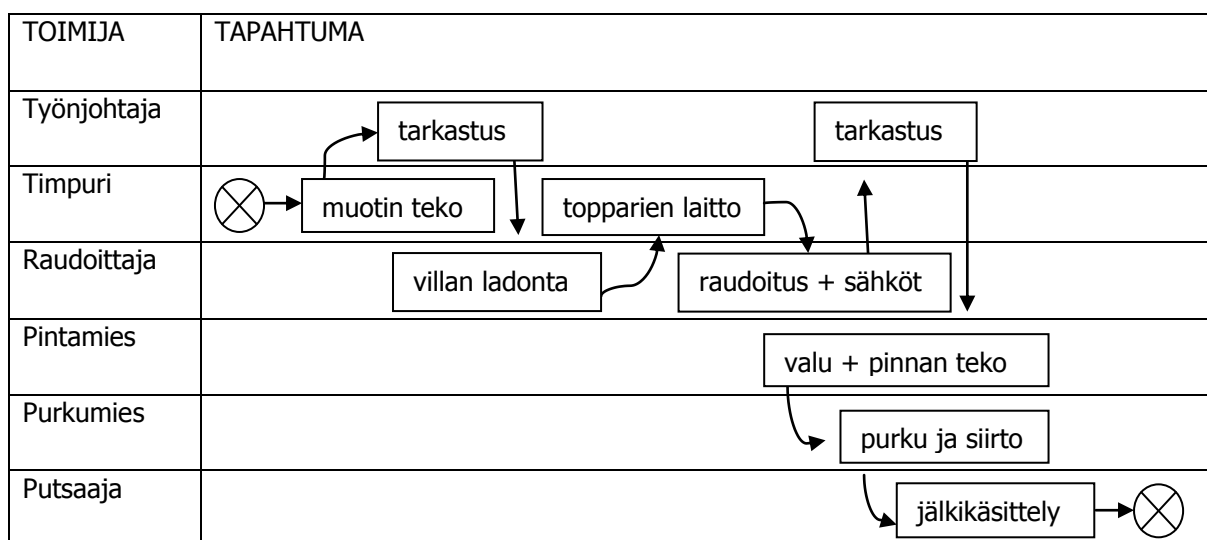 TOIMIJA
TAPAHTUMA
Työnjohtaja
tarkastus
tarkastus
Timpuri
muotin teko
topparien laitto
Raudoittaja
villan ladonta
raudoitus + sähköt
Pintamies
valu + pinnan teko
Purkumies
purku ja siirto
Putsaaja
jälkikäsittely